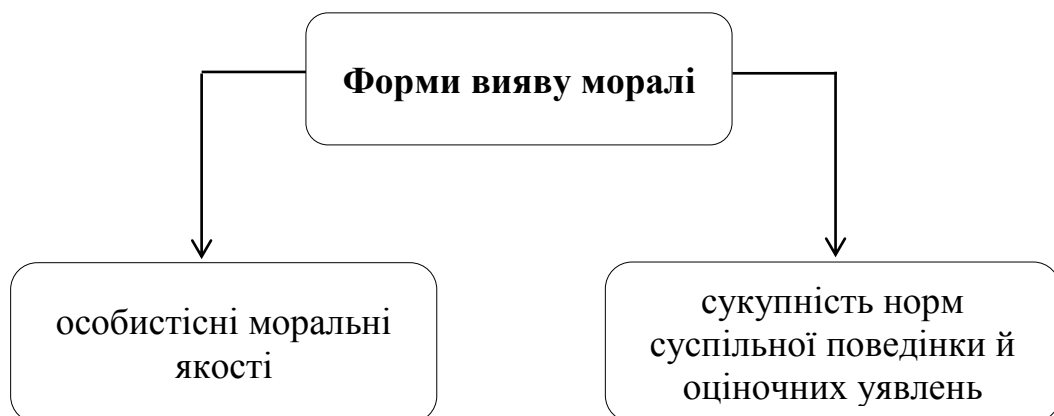 Форми вияву моралі
особистісні моральні
якості
сукупність норм
суспільної поведінки й
оціночних уявлень